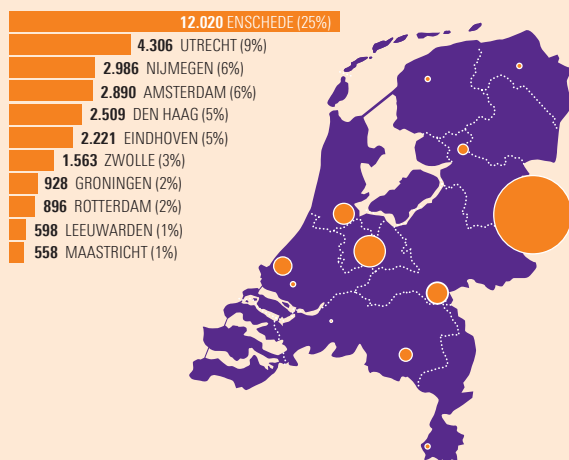 12.020 ENSCHEDE (25%)
4.306 UTRECHT (9%)
2.986 NIJMEGEN (6%)
2.890 AMSTERDAM (6%)
2.509 DEN HAAG (5%)
2.221 EINDHOVEN (5%)
1.563 ZWOLLE (3%)
928 GRONINGEN (2%)
896 ROTTERDAM (2%)
598 LEEUWARDEN (1%)
558 MAASTRICHT (1%)